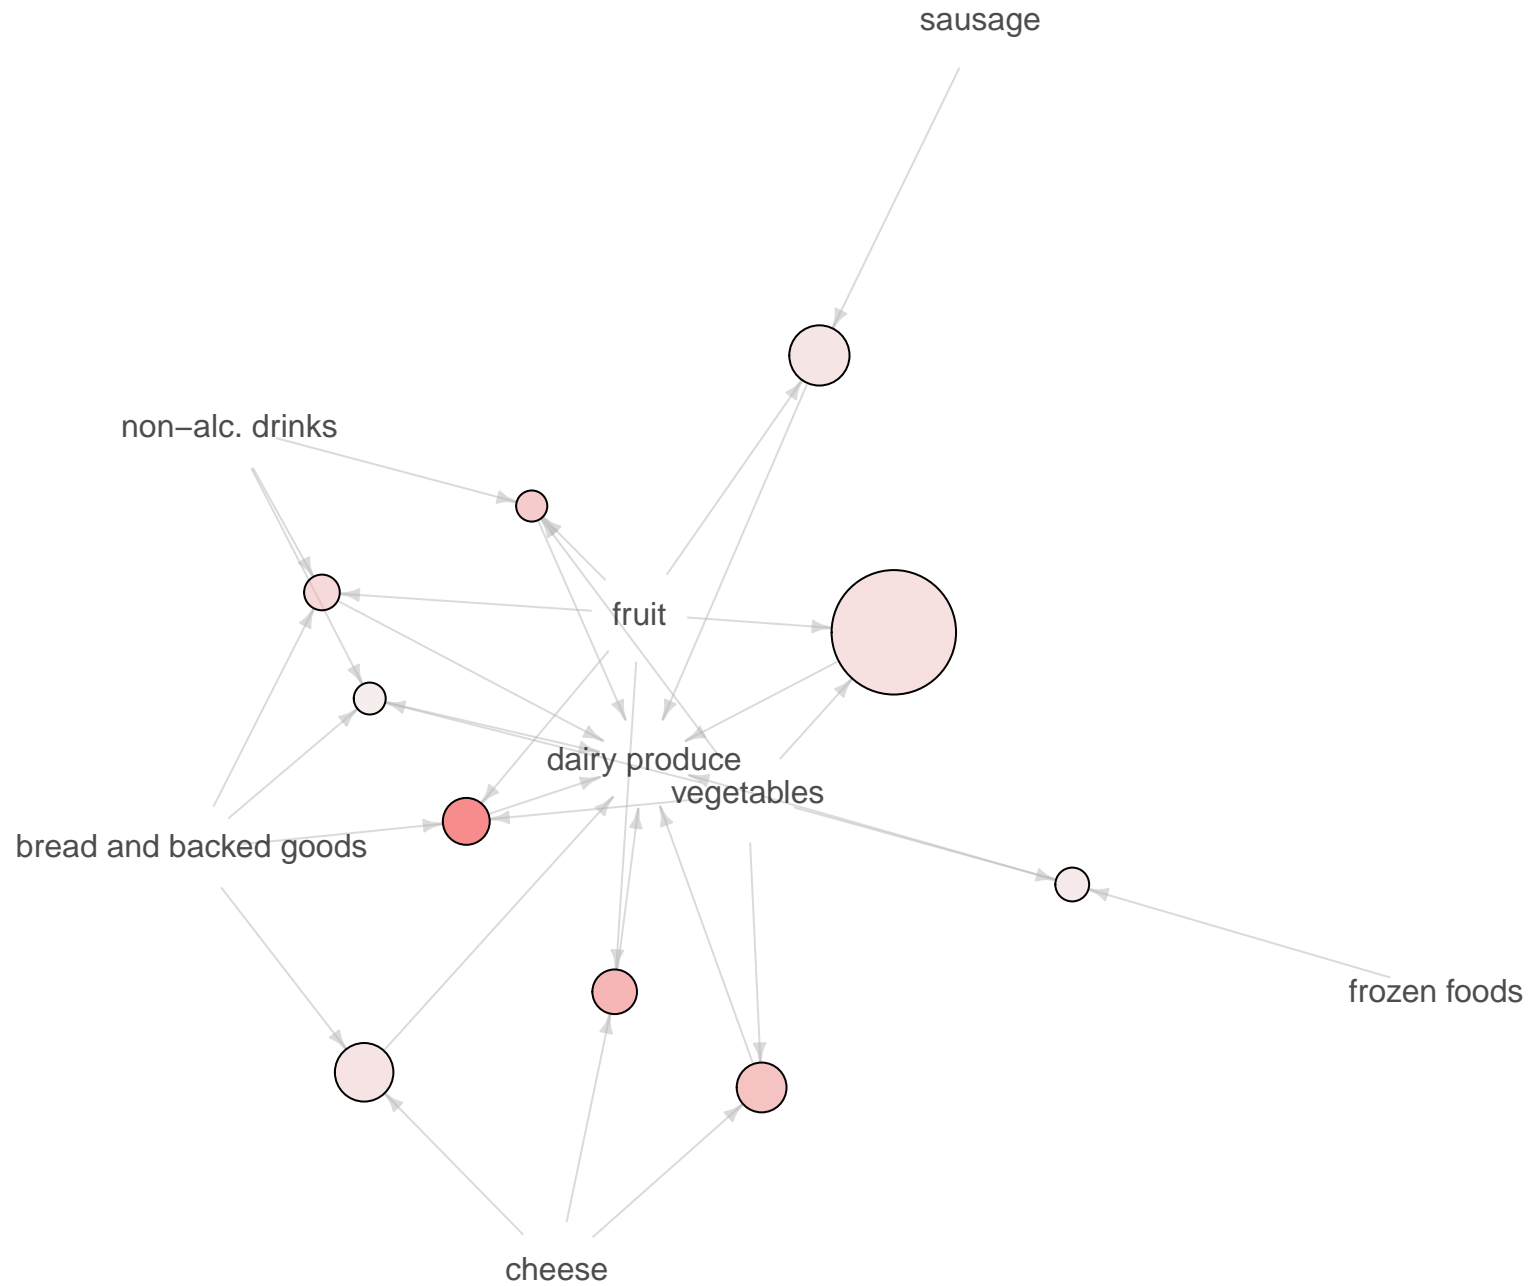 sausage
non−alc. drinks
fruit
dairy produce
vegetables
bread and backed goods
frozen foods
cheese